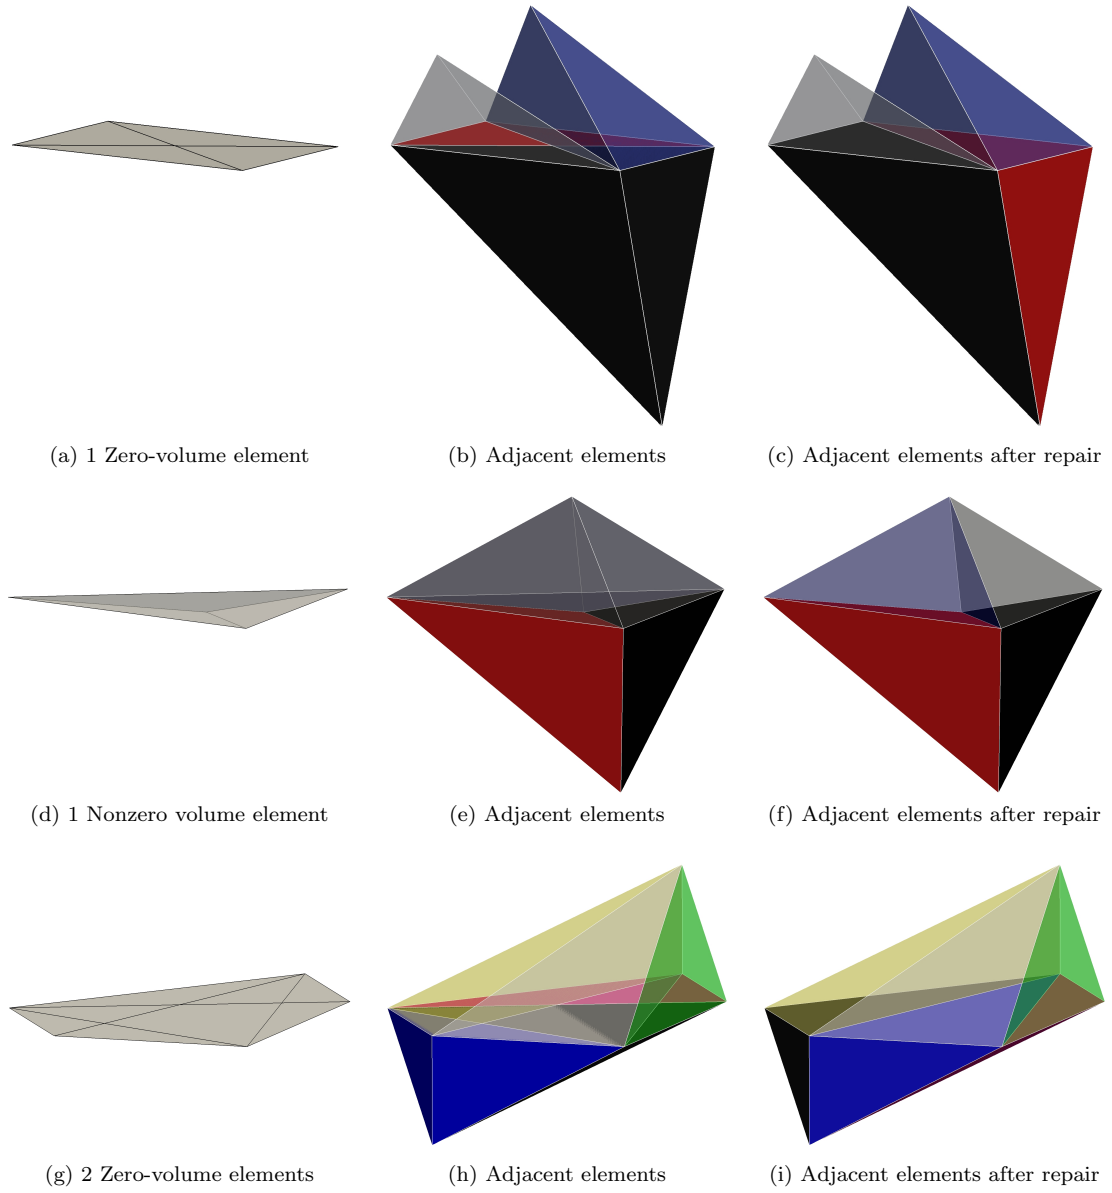 (a) 1 Zero-volume element
(b) Adjacent elements
(c) Adjacent elements after repair
(d) 1 Nonzero volume element
(e) Adjacent elements
(f) Adjacent elements after repair
(g) 2 Zero-volume elements
(h) Adjacent elements
(i) Adjacent elements after repair